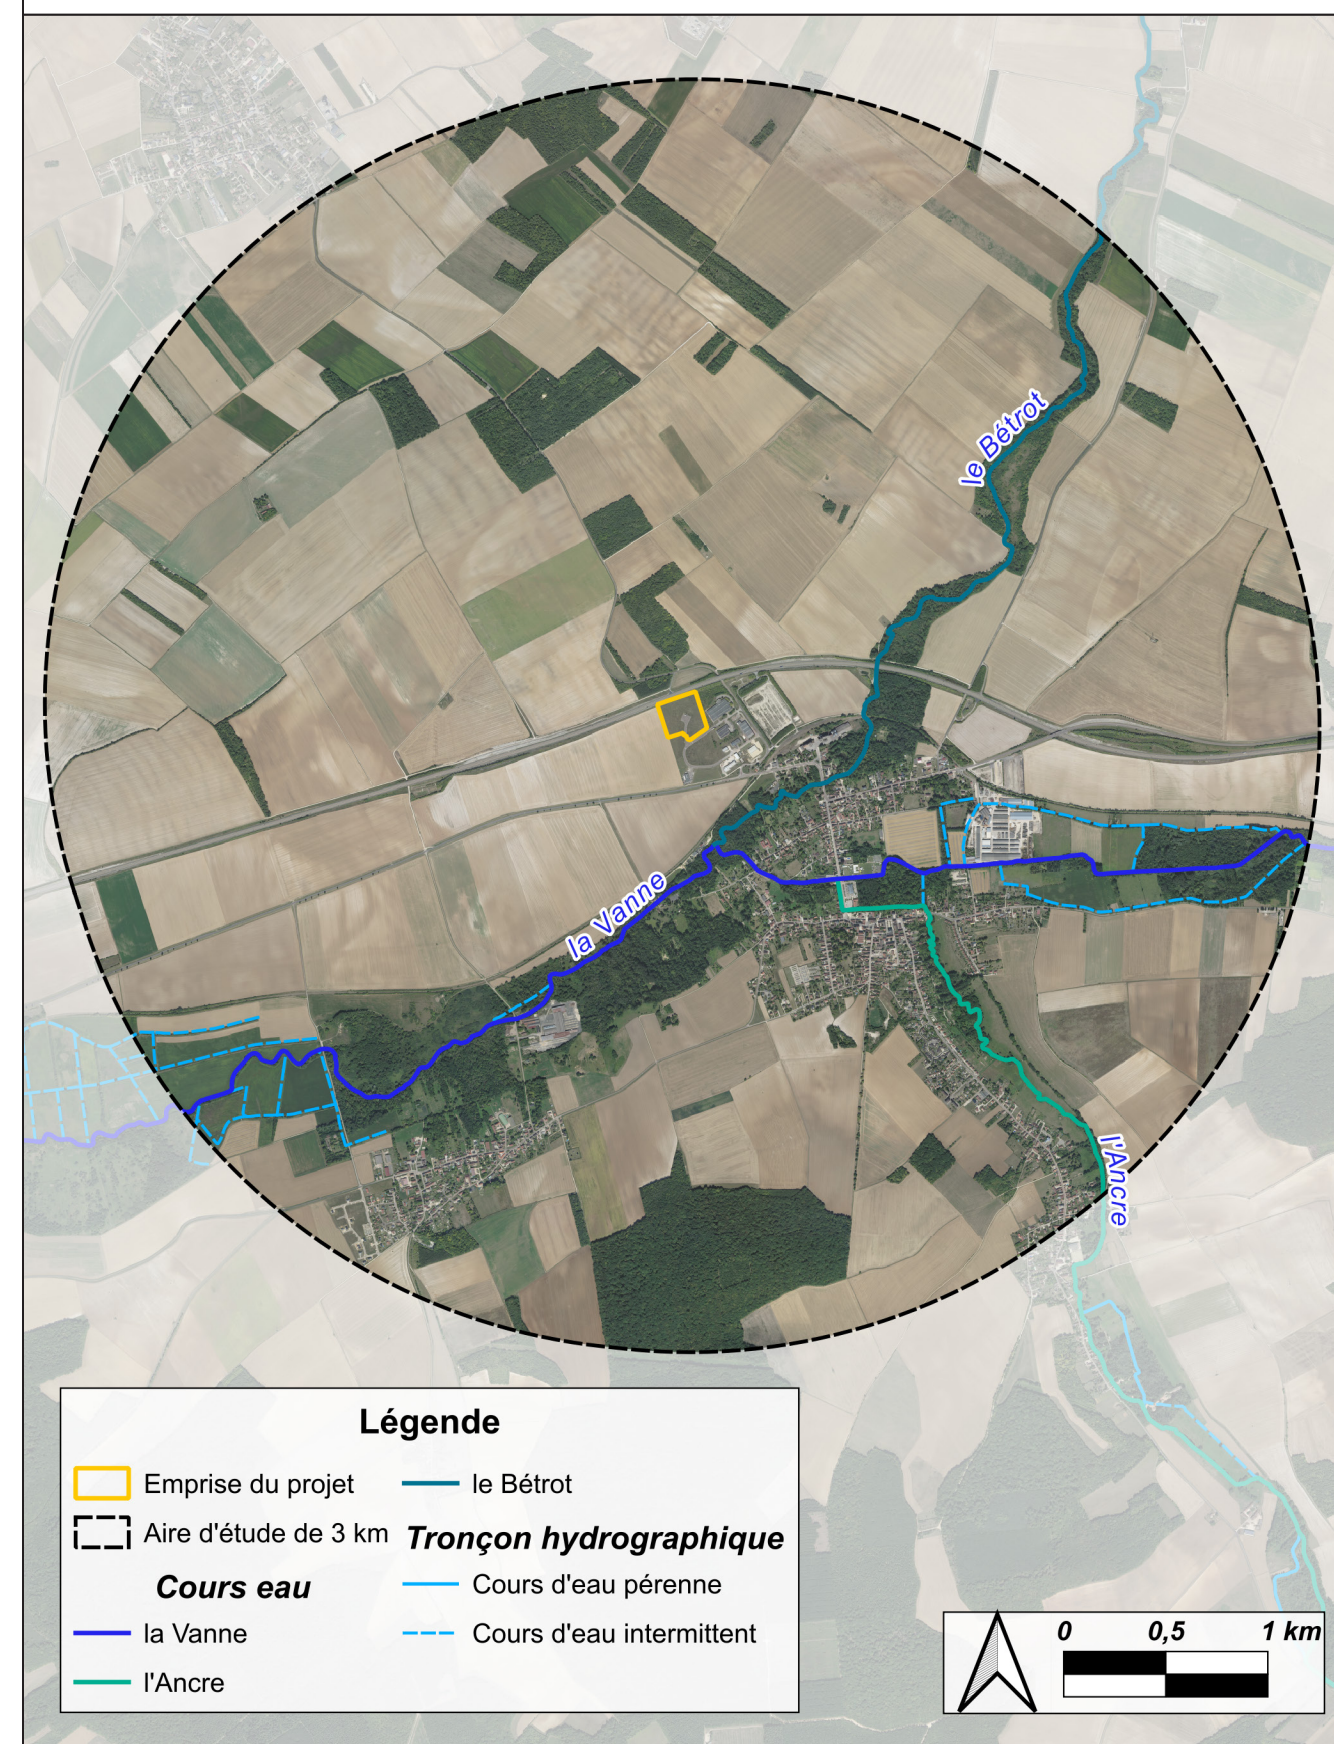 le Bétrot
la Vanne
l'Ancre
Légende
Emprise du projet
Aire d'étude de 3 km
Cours eau
la Vanne
l'Ancre
le Bétrot
Tronçon hydrographique
Cours d'eau pérenne
Cours d'eau intermittent
0 0,5 1 km